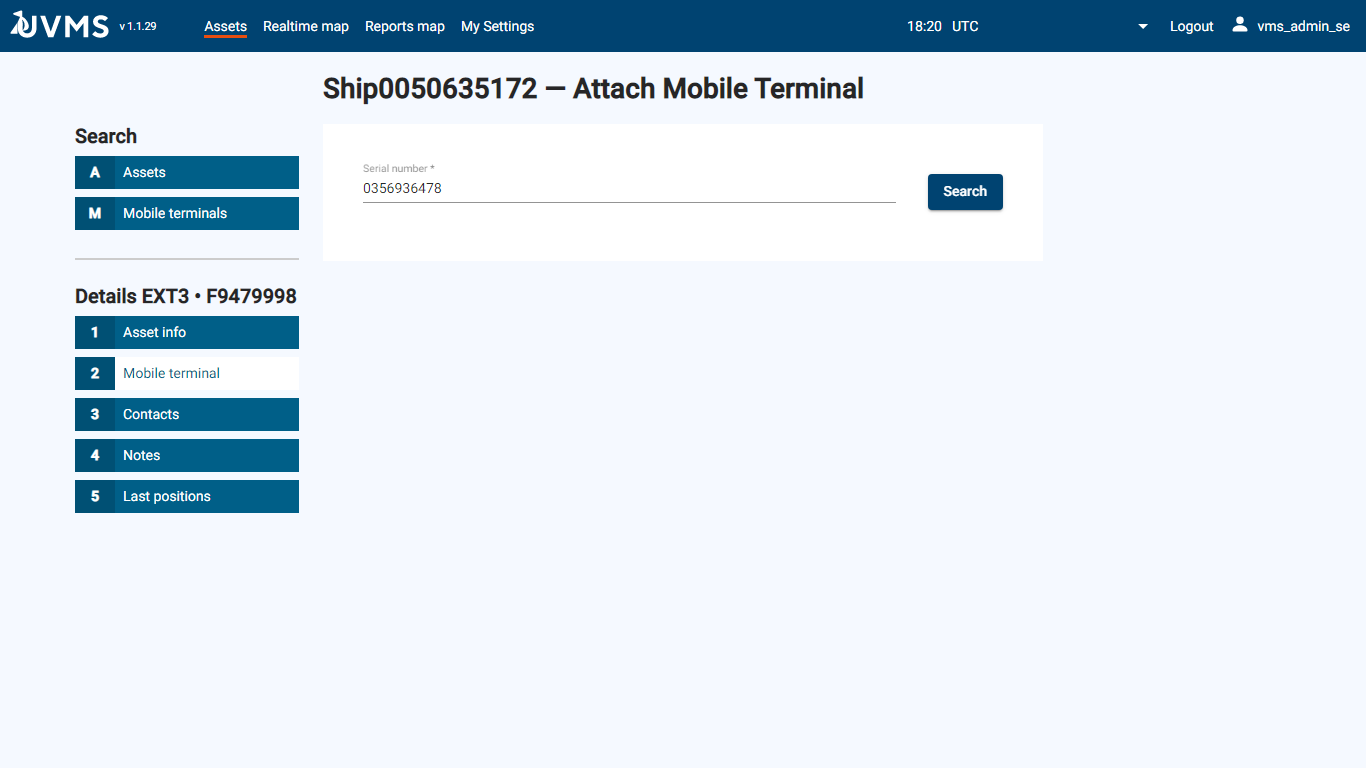 UVMS v 1.1.29 Assets Realtime map Reports map My Settings 18:20 UTC Logout vms_admin_se
Ship0050635172 — Attach Mobile Terminal
Search
A Assets
M Mobile terminals
Serial number *
0356936478
Search
Details EXT3 • F9479998
1 Asset info
2 Mobile terminal
3 Contacts
4 Notes
5 Last positions